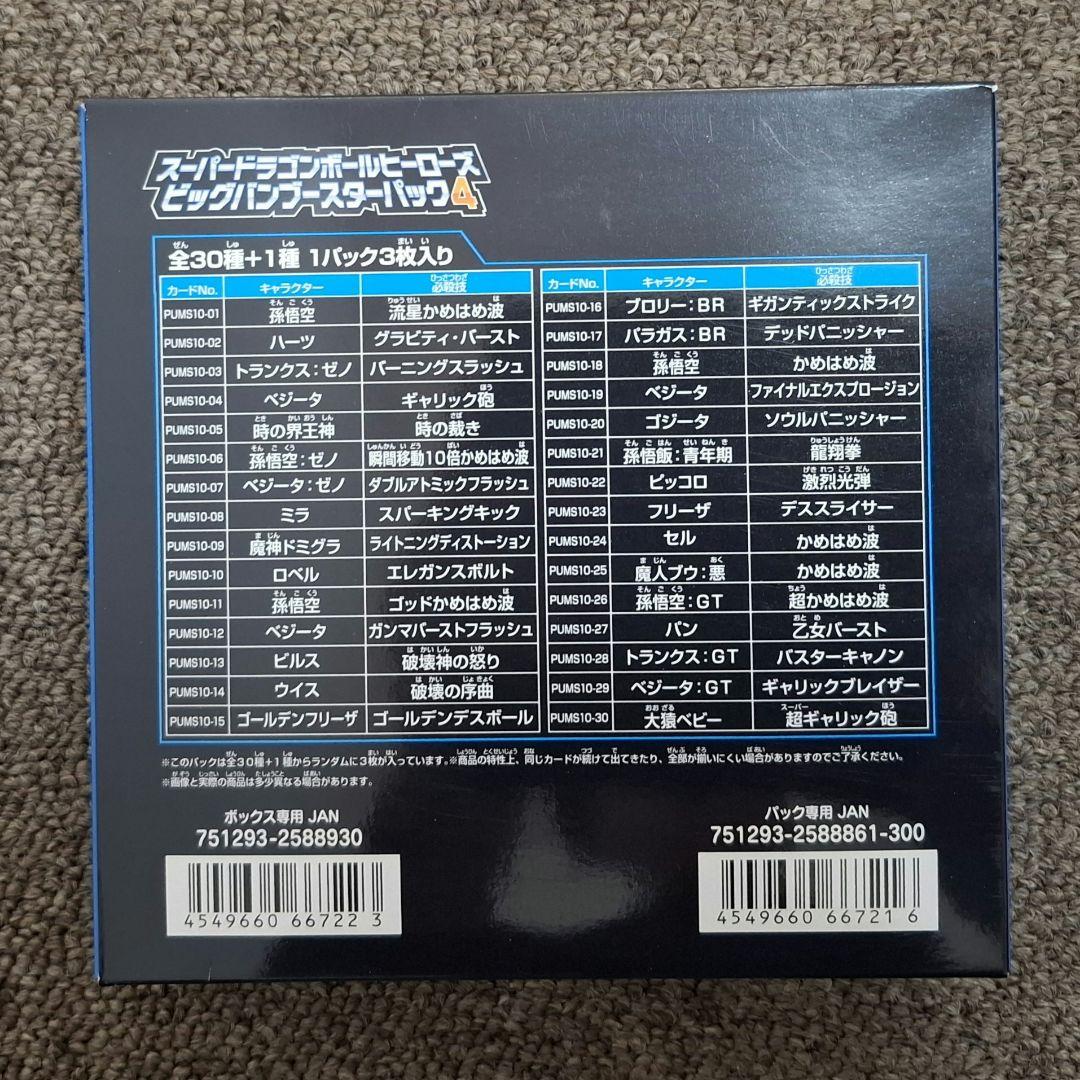 スーパードラゴンボールヒーローズ
ビッグバンブースターパック4
全30種+1種 1パック3枚入り
カードNo. キャラクター 必殺技
PUMS10-01 孫悟空 流星かめはめ波
PUMS10-02 ハーツ グラビティ・バースト
PUMS10-03 トランクス:ゼノ バーニングスラッシュ
PUMS10-04 ベジータ ギャリック砲
PUMS10-05 時の界王神 時の裁き
PUMS10-06 孫悟空:ゼノ 瞬間移動10倍かめはめ波
PUMS10-07 ベジータ:ゼノ ダブルアトミックフラッシュ
PUMS10-08 ミラ スパーキングキック
PUMS10-09 魔神ドミグラ ライトニングディストーション
PUMS10-10 ロベル エレガンスボルト
PUMS10-11 孫悟空 ゴッドかめはめ波
PUMS10-12 ベジータ ガンマバーストフラッシュ
PUMS10-13 ビルス 破壊神の怒り
PUMS10-14 ウイス 破壊の序曲
PUMS10-15 ゴールデンフリーザ ゴールデンデスボール
カードNo. キャラクター 必殺技
PUMS10-16 ブロリー:BR ギガンティックストライク
PUMS10-17 パラガス:BR デッドパニッシャー
PUMS10-18 孫悟空 かめはめ波
PUMS10-19 ベジータ ファイナルエクスプロージョン
PUMS10-20 ゴジータ ソウルパニッシャー
PUMS10-21 孫悟飯:青年期 龍翔拳
PUMS10-22 ピッコロ 激烈光弾
PUMS10-23 フリーザ デススライサー
PUMS10-24 セル かめはめ波
PUMS10-25 魔人ブウ:悪 かめはめ波
PUMS10-26 孫悟空:GT 超かめはめ波
PUMS10-27 パン 乙女バースト
PUMS10-28 トランクス:GT バスターキャノン
PUMS10-29 ベジータ:GT ギャリックブレイザー
PUMS10-30 大猿ベビー 超ギャリック砲
※このパックは全30種+1種からランダムに3枚が入っています。※商品の特性上、同じカードが続けて出てきたり、全部が揃いにくい場合がありますのでご了承ください。
※画像と実際の商品は多少異なる場合があります。
ボックス専用 JAN
751293-2588930
4549660 667223
パック専用 JAN
751293-2588861-300
4549660 667216